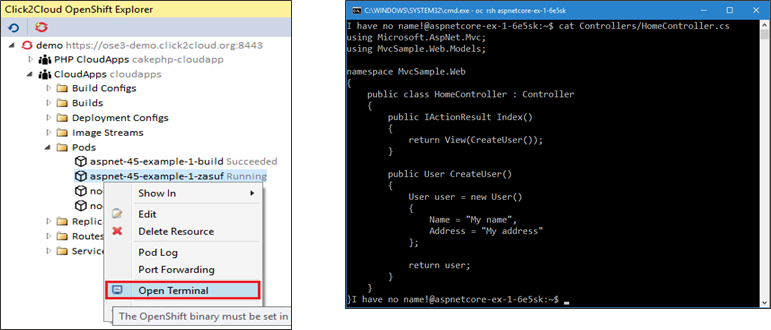 Click2Cloud OpenShift Explorer
demo https://ose3-demo.click2cloud.org:8443
PHP CloudApps cakephp-cloudapp
CloudApps cloudapps
Build Configs
Builds
Deployment Configs
Image Streams
Pods
aspnet-45-example-1-build Succeeded
aspnet-45-example-1-zasuf Running
no
no
Replic
Routes
Service
Show In
Edit
Delete Resource
Pod Log
Port Forwarding
Open Terminal
The OpenShift binary must be set in
C:\WINDOWS\SYSTEM32\cmd.exe - oc rsh aspnetcore-ex-1-6e5sk
I have no name!@aspnetcore-ex-1-6e5sk:~$ cat Controllers/HomeController.cs
using Microsoft.AspNet.Mvc;
using MvcSample.Web.Models;
namespace MvcSample.Web
{
public class HomeController : Controller
{
public IActionResult Index()
{
return View(CreateUser());
}
public User CreateUser()
{
User user = new User()
{
Name = "My name",
Address = "My address"
};
return user;
}
}
}I have no name!@aspnetcore-ex-1-6e5sk:~$ _